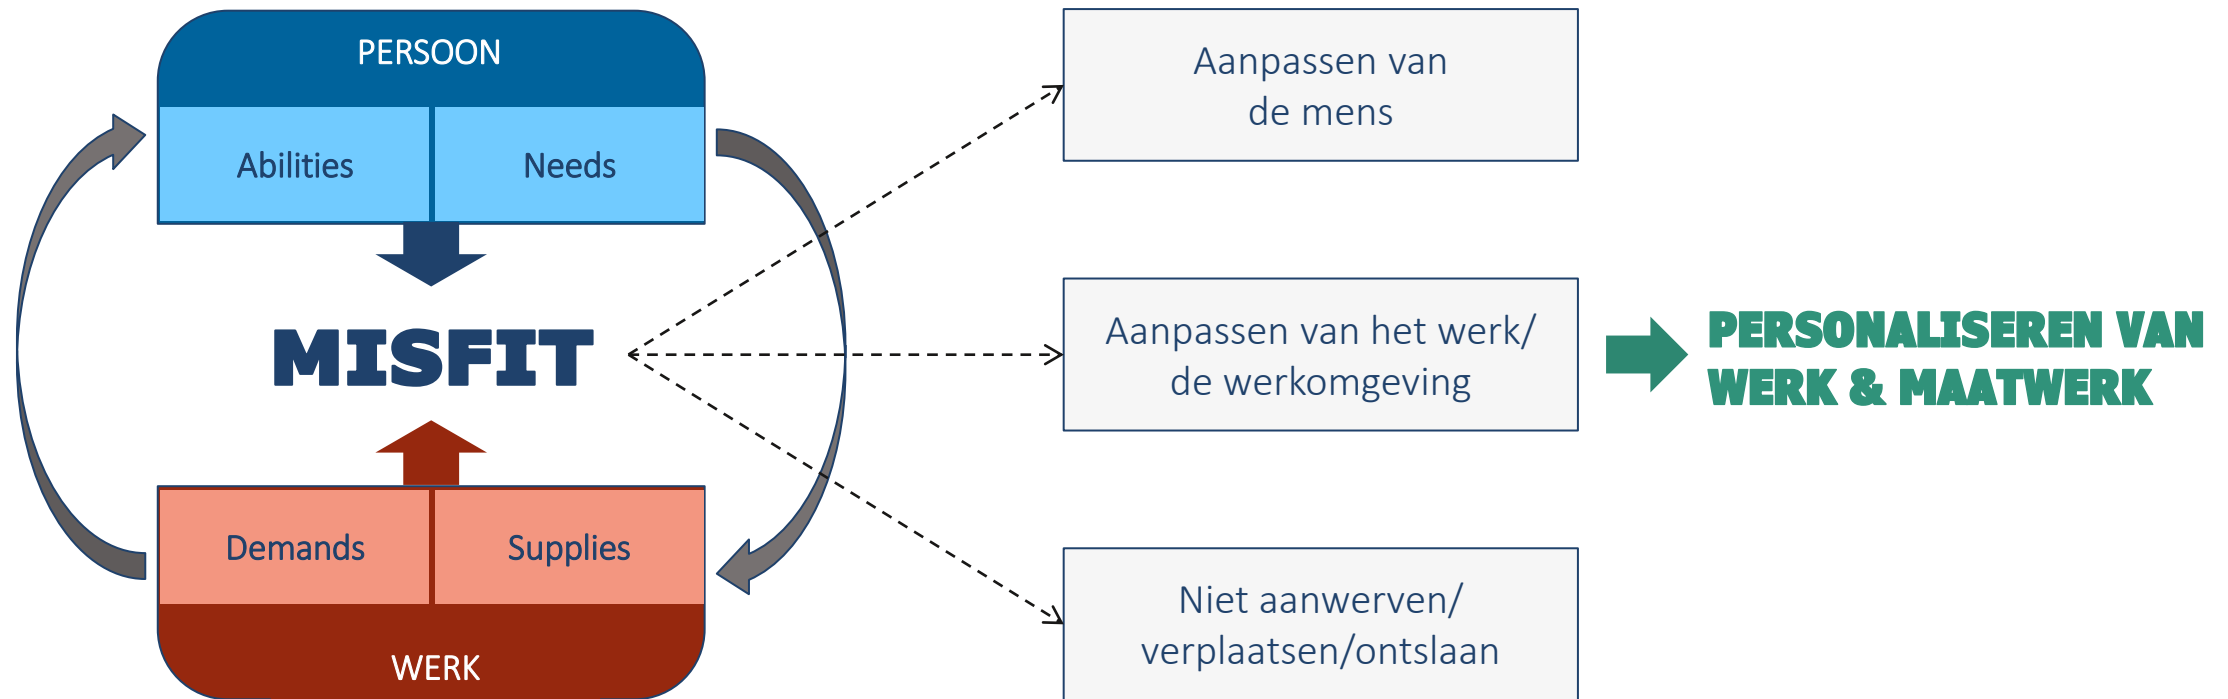 PERSOON
Abilities
Needs
MISFIT
Demands
Supplies
WERK
Aanpassen van
de mens
Aanpassen van het werk/
de werkomgeving
Niet aanwerven/
verplaatsen/ontslaan
PERSONALISEREN VAN
WERK & MAATWERK